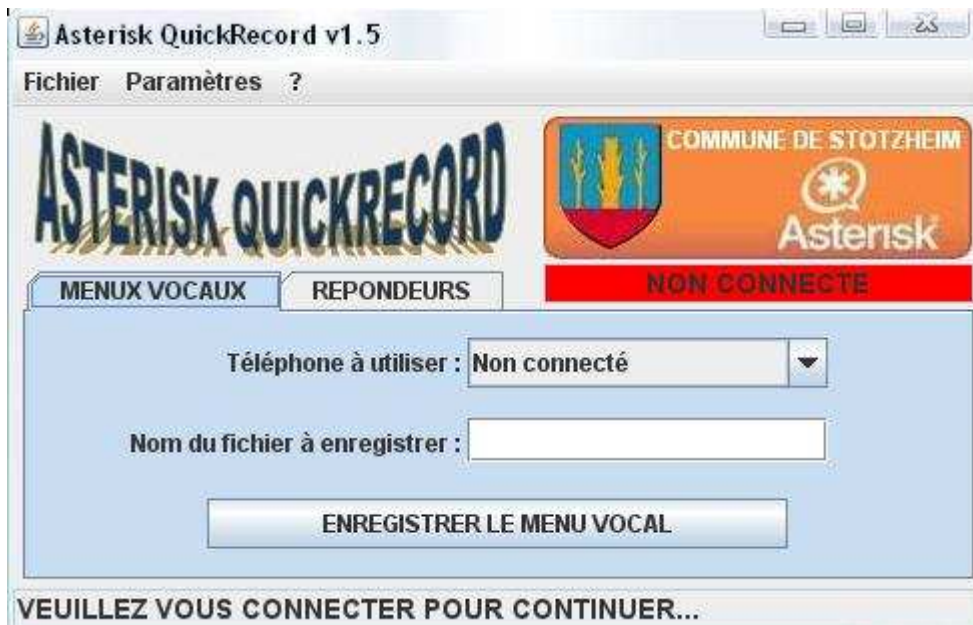 Asterisk QuickRecord v1.5
Fichier Paramètres ?
ASTERISK QUICKRECORD
COMMUNE DE STOTZHEIM
Asterisk
MENUX VOCAUX REPONDEURS
NON CONNECTE
Téléphone à utiliser : Non connecté
Nom du fichier à enregistrer :
ENREGISTRER LE MENU VOCAL
VEUILLEZ VOUS CONNECTER POUR CONTINUER...